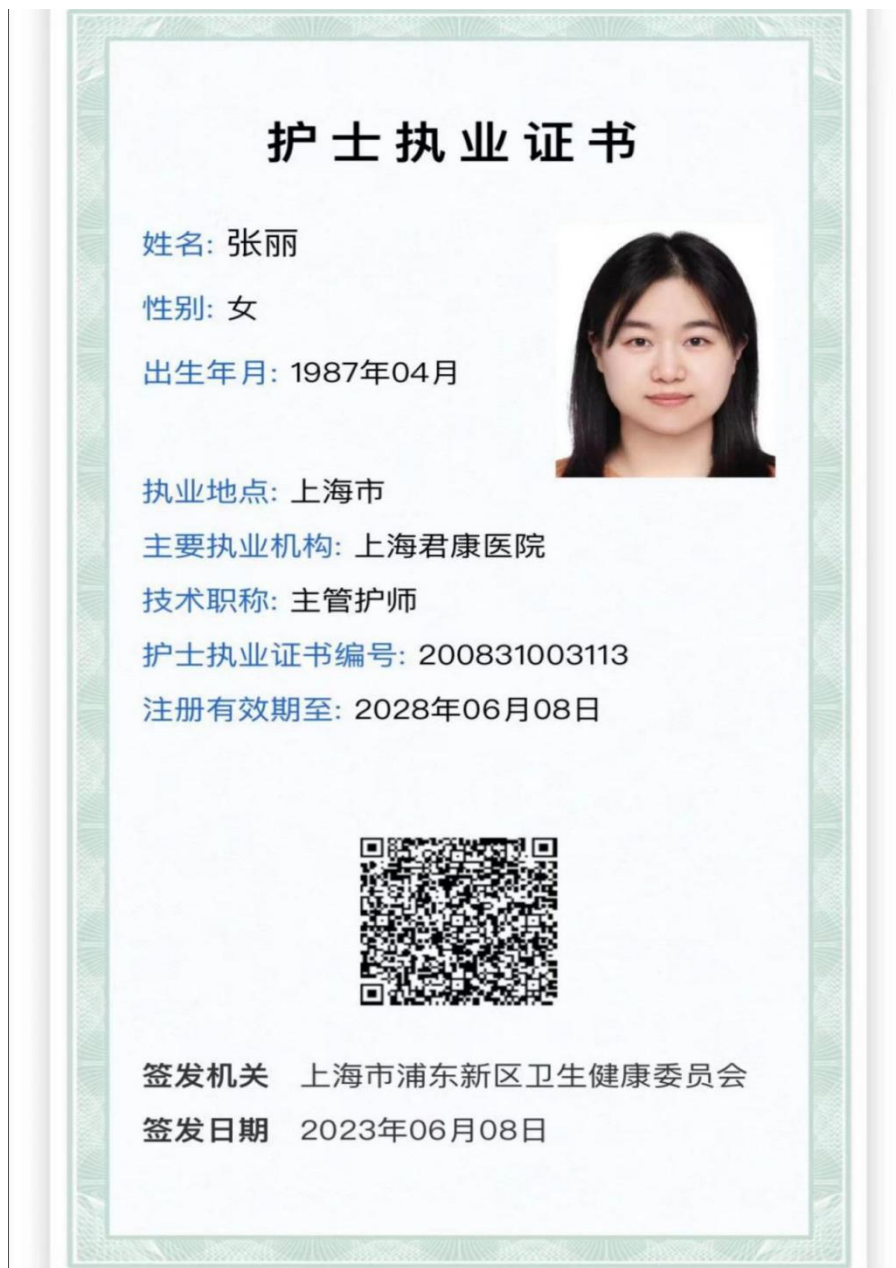 护士执业证书
姓名: 张丽
性别: 女
出生年月: 1987年04月
执业地点: 上海市
主要执业机构: 上海君康医院
技术职称: 主管护师
护士执业证书编号: 200831003113
注册有效期至: 2028年06月08日
签发机关 上海市浦东新区卫生健康委员会
签发日期 2023年06月08日